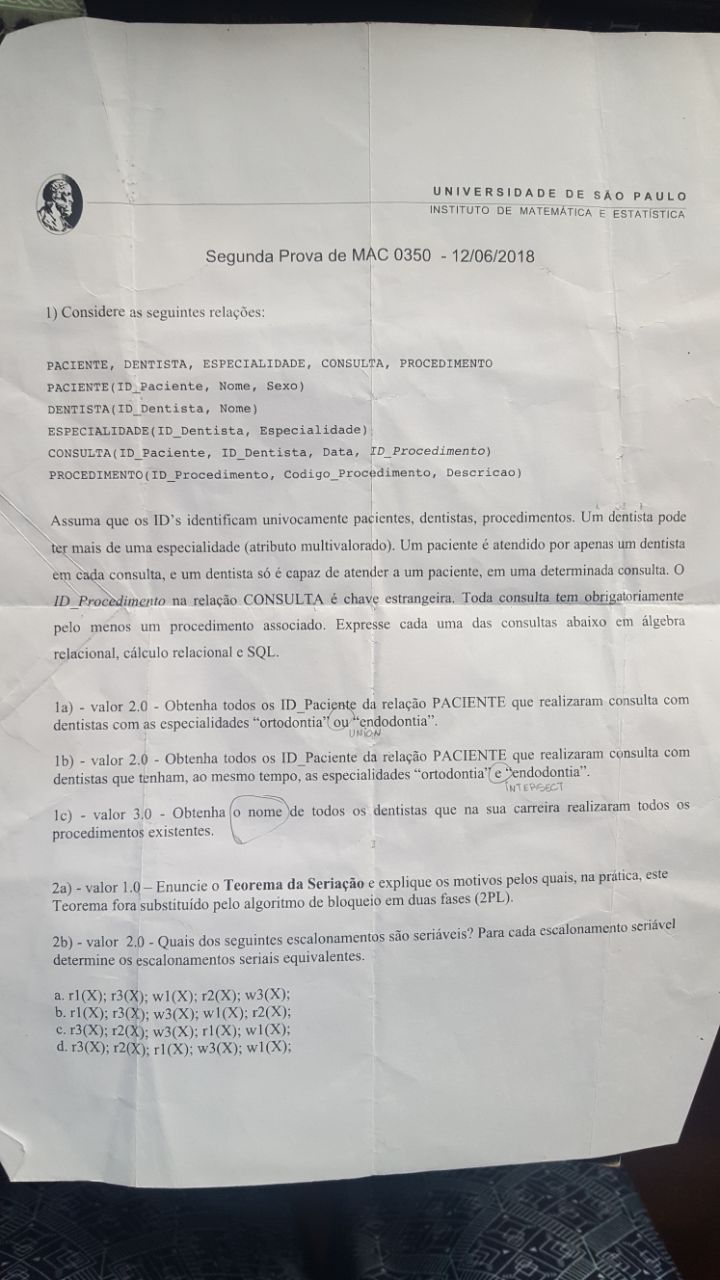 UNIVERSIDADE DE SÃO PAULO
INSTITUTO DE MATEMÁTICA E ESTATÍSTICA
Segunda Prova de MAC 0350 - 12/06/2018
1) Considere as seguintes relações:
PACIENTE, DENTISTA, ESPECIALIDADE, CONSULTA, PROCEDIMENTO
PACIENTE(ID_Paciente, Nome, Sexo)
DENTISTA(ID_Dentista, Nome)
ESPECIALIDADE(ID_Dentista, Especialidade)
CONSULTA(ID_Paciente, ID_Dentista, Data, ID_Procedimento)
PROCEDIMENTO(ID_Procedimento, Codigo_Procedimento, Descricao)
Assuma que os ID's identificam univocamente pacientes, dentistas, procedimentos. Um dentista pode
ter mais de uma especialidade (atributo multivalorado). Um paciente é atendido por apenas um dentista
em cada consulta, e um dentista só é capaz de atender a um paciente, em uma determinada consulta. O
ID_Procedimento na relação CONSULTA é chave estrangeira. Toda consulta tem obrigatoriamente
pelo menos um procedimento associado. Expresse cada uma das consultas abaixo em álgebra
relacional, cálculo relacional e SQL.
1a) - valor 2.0 - Obtenha todos os ID_Paciente da relação PACIENTE que realizaram consulta com
dentistas com as especialidades “ortodontia” ou “endodontia”.
UNION
1b) - valor 2.0 - Obtenha todos os ID_Paciente da relação PACIENTE que realizaram consulta com
dentistas que tenham, ao mesmo tempo, as especialidades “ortodontia” e “endodontia”.
INTERSECT
1c) - valor 3.0 - Obtenha o nome de todos os dentistas que na sua carreira realizaram todos os
procedimentos existentes.
2a) - valor 1.0 – Enuncie o Teorema da Seriação e explique os motivos pelos quais, na prática, este
Teorema fora substituído pelo algoritmo de bloqueio em duas fases (2PL).
2b) - valor 2.0 - Quais dos seguintes escalonamentos são seriáveis? Para cada escalonamento seriável
determine os escalonamentos seriais equivalentes.
a. r1(X); r3(X); w1(X); r2(X); w3(X);
b. r1(X); r3(X); w3(X); w1(X); r2(X);
c. r3(X); r2(X); w3(X); r1(X); w1(X);
d. r3(X); r2(X); r1(X); w3(X); w1(X);